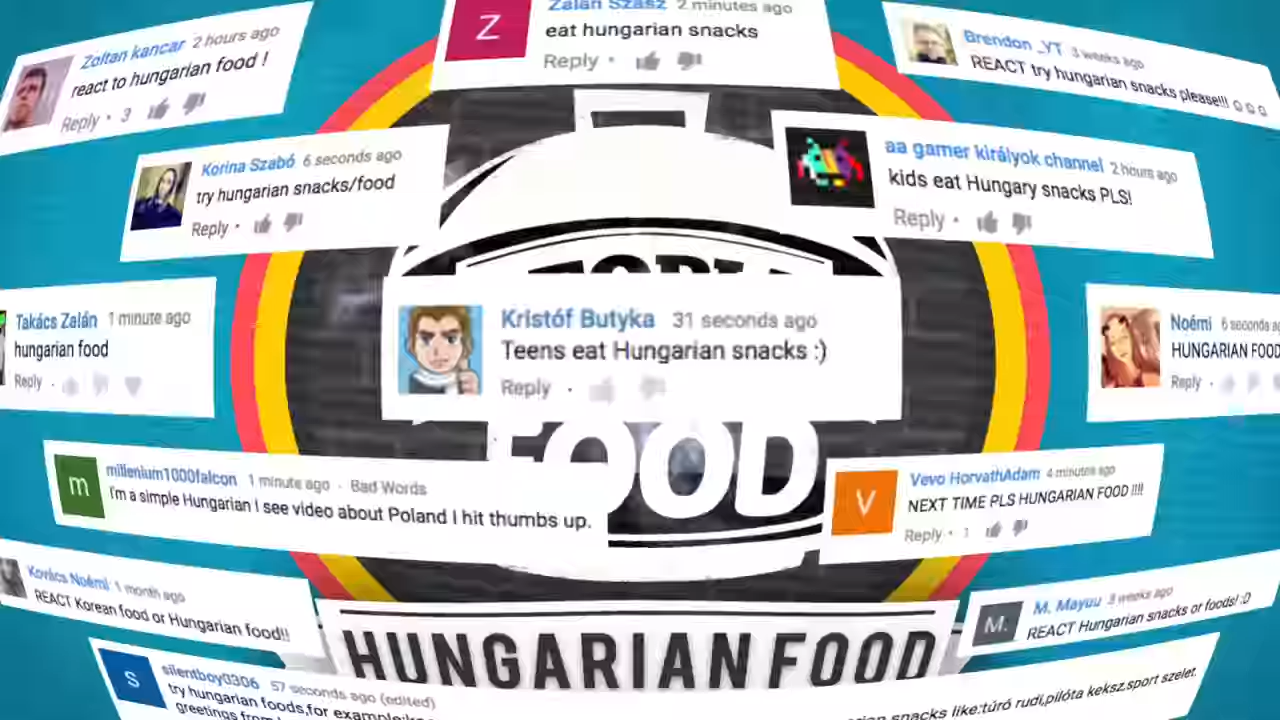 Zalán Szász 2 minutes ago
eat hungarian snacks
Reply
Z
Zoltan kancar 2 hours ago
react to hungarian food !
Reply 3
Brendon _YT 3 weeks ago
REACT try hungarian snacks please!!! ☺☺☺
Korina Szabó 6 seconds ago
try hungarian snacks/food
Reply
aa gamer királyok channel 2 hours ago
kids eat Hungary snacks PLS!
Reply
Takács Zalán 1 minute ago
hungarian food
Reply
Kristóf Butyka 31 seconds ago
Teens eat Hungarian snacks :)
Reply
Noémi 6 seconds
HUNGARIAN FOOD
Reply
FOOD
m
millenium1000falcon 1 minute ago · Bad Words
I'm a simple Hungarian I see video about Poland I hit thumbs up.
V
Vevo HorvathAdam 4 minutes ago
NEXT TIME PLS HUNGARIAN FOOD !!!!
Reply 1
Kovács Noémi 1 month ago
REACT Korean food or Hungarian food!!
M.
M. Mayuu 3 weeks ago
REACT Hungarian snacks or foods! :D
HUNGARIAN FOOD
S
silentboy0306 57 seconds ago (edited)
try hungarian foods,for example:
greetings
snacks like:túró rudi,pilóta keksz,sport szelet.